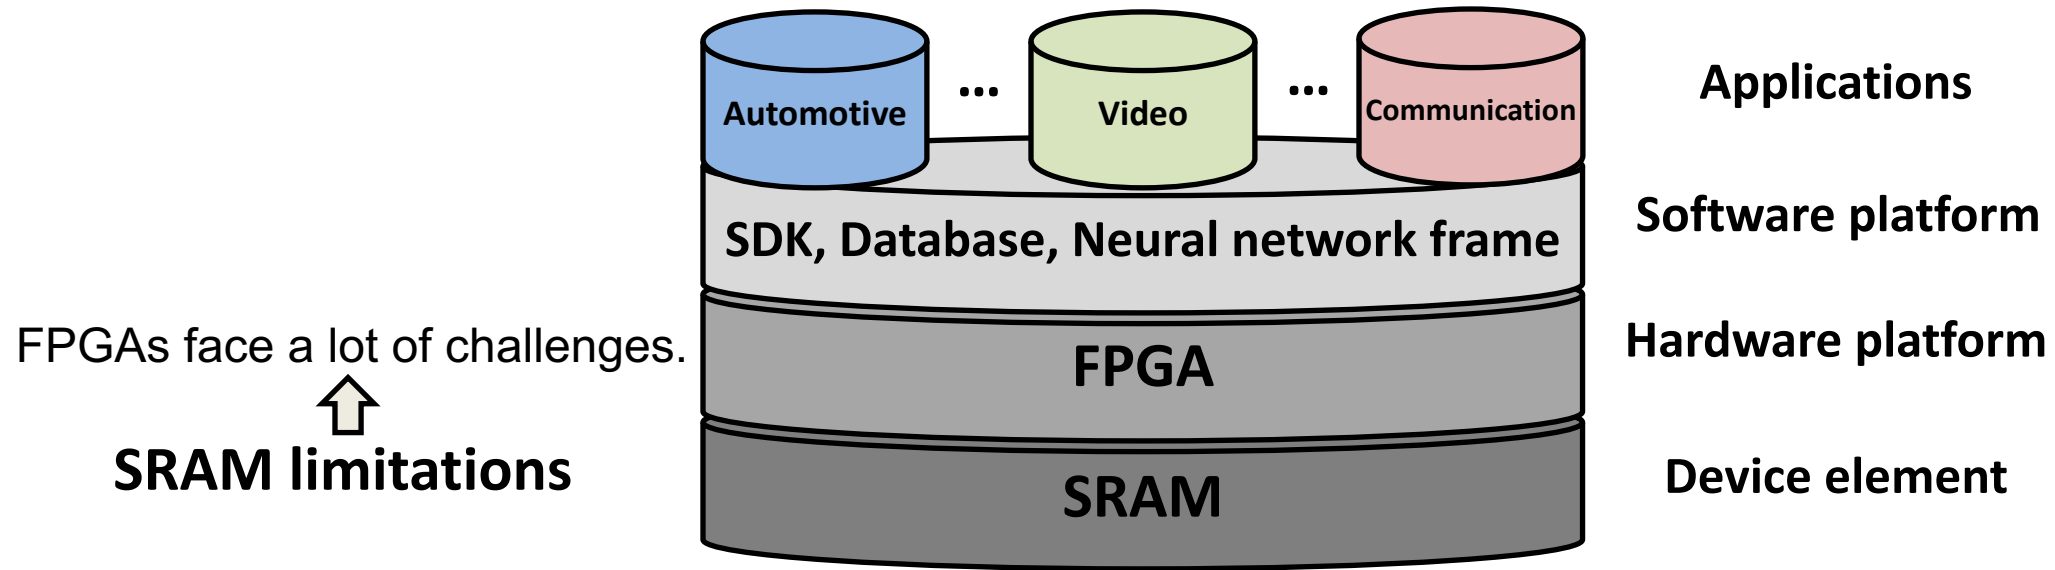 Automotive
...
Video
...
Communication
Applications
SDK, Database, Neural network frame
Software platform
FPGAs face a lot of challenges.
FPGA
Hardware platform
SRAM limitations
SRAM
Device element